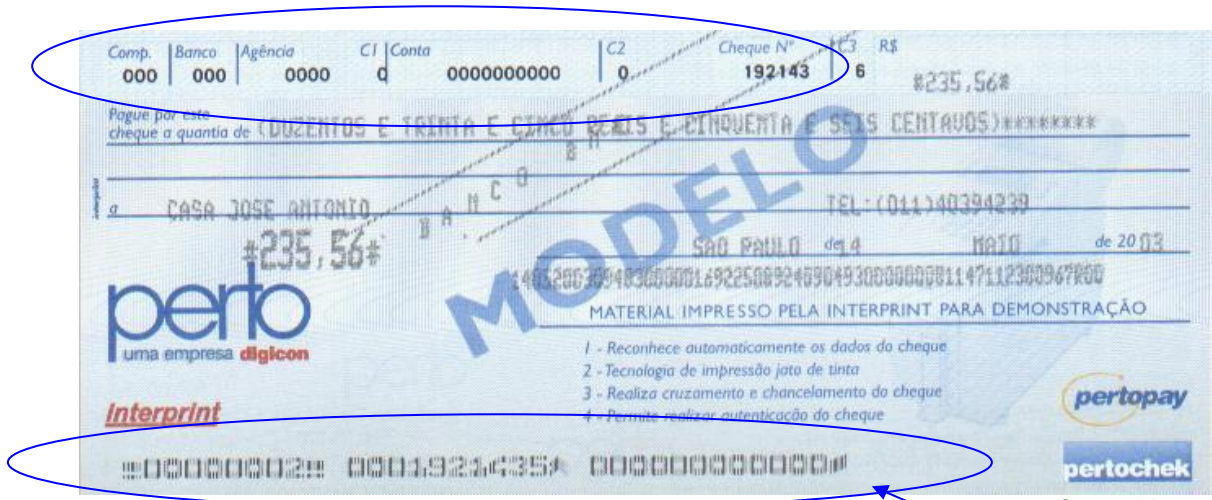 Comp. Banco Agência C1 Conta C2 Cheque Nº C3 R$
000 000 0000 0 0000000000 0 192143 6 #235,56#
Pague por este
cheque a quantia de (DUZENTOS E TRINTA E CINCO REAIS E CINQUENTA E SEIS CENTAVOS)********
BANCO
interprint
a CASA JOSE ANTONIO TEL:(011)40394239
#235,56#
SAO PAULO de 14 MAIO de 2003
MODELO
MATERIAL IMPRESSO PELA INTERPRINT PARA DEMONSTRAÇÃO
perto
uma empresa digicon
1 - Reconhece automaticamente os dados do cheque
2 - Tecnologia de impressão jato de tinta
3 - Realiza cruzamento e chancelamento do cheque
4 - Permite realizar autenticação do cheque
Interprint
pertopay
pertochek